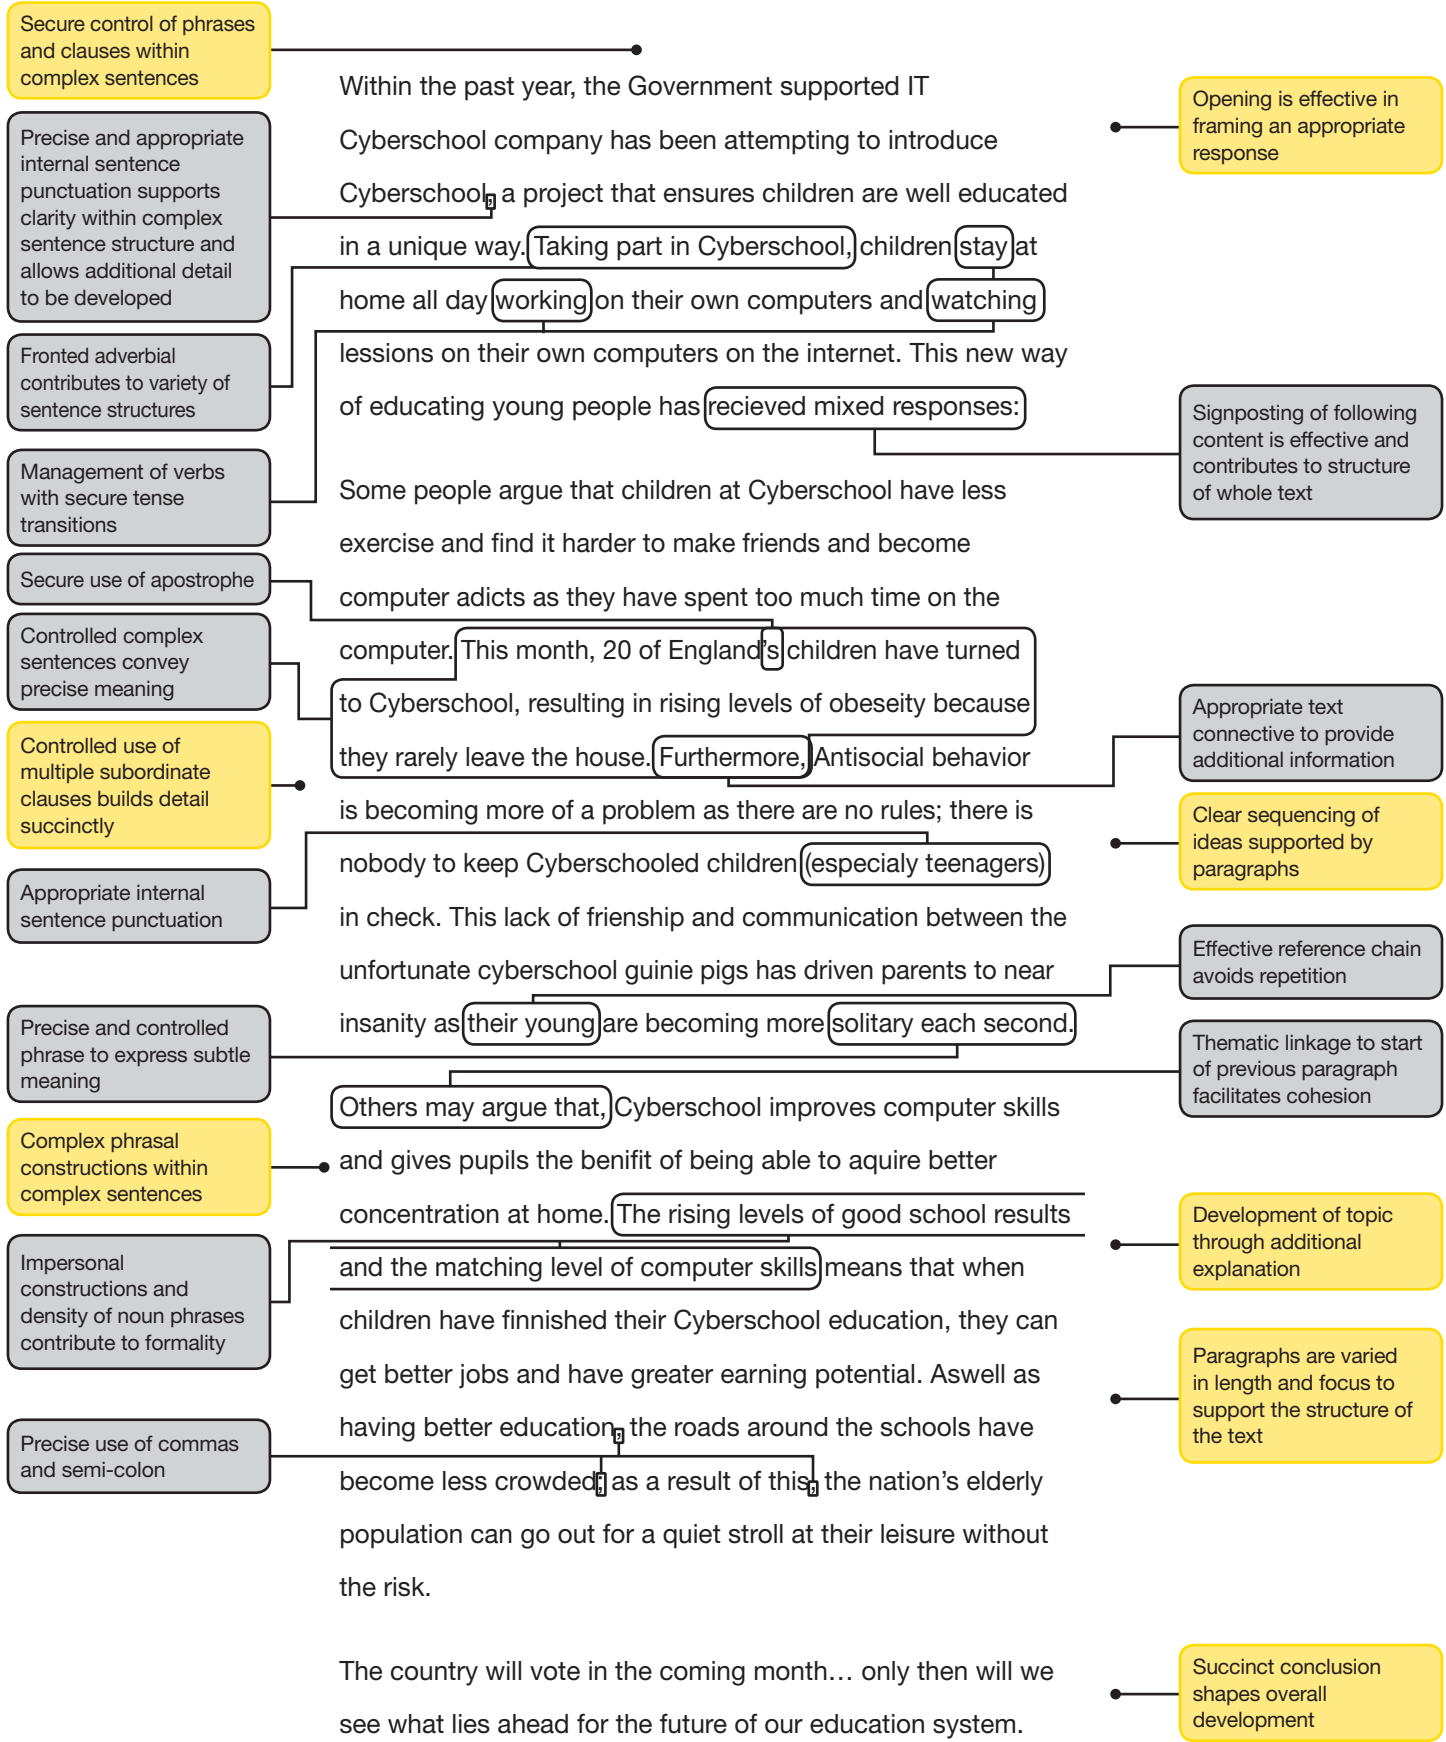 Secure control of phrases
and clauses within
complex sentences
Precise and appropriate
internal sentence
punctuation supports
clarity within complex
sentence structure and
allows additional detail
to be developed
Fronted adverbial
contributes to variety of
sentence structures
Management of verbs
with secure tense
transitions
Secure use of apostrophe
Controlled complex
sentences convey
precise meaning
Controlled use of
multiple subordinate
clauses builds detail
succinctly
Appropriate internal
sentence punctuation
Precise and controlled
phrase to express subtle
meaning
Complex phrasal
constructions within
complex sentences
Impersonal
constructions and
density of noun phrases
contribute to formality
Precise use of commas
and semi-colon
Within the past year, the Government supported IT
Cyberschool company has been attempting to introduce
Cyberschool, a project that ensures children are well educated
in a unique way. Taking part in Cyberschool, children stay at
home all day working on their own computers and watching
lessions on their own computers on the internet. This new way
of educating young people has recieved mixed responses:
Some people argue that children at Cyberschool have less
exercise and find it harder to make friends and become
computer adicts as they have spent too much time on the
computer. This month, 20 of England's children have turned
to Cyberschool, resulting in rising levels of obeseity because
they rarely leave the house. Furthermore, Antisocial behavior
is becoming more of a problem as there are no rules; there is
nobody to keep Cyberschooled children (especialy teenagers)
in check. This lack of frienship and communication between the
unfortunate cyberschool guinie pigs has driven parents to near
insanity as their young are becoming more solitary each second.
Others may argue that, Cyberschool improves computer skills
and gives pupils the benifit of being able to aquire better
concentration at home. The rising levels of good school results
and the matching level of computer skills means that when
children have finnished their Cyberschool education, they can
get better jobs and have greater earning potential. Aswell as
having better education, the roads around the schools have
become less crowded; as a result of this, the nation's elderly
population can go out for a quiet stroll at their leisure without
the risk.
The country will vote in the coming month… only then will we
see what lies ahead for the future of our education system.
Opening is effective in
framing an appropriate
response
Signposting of following
content is effective and
contributes to structure
of whole text
Appropriate text
connective to provide
additional information
Clear sequencing of
ideas supported by
paragraphs
Effective reference chain
avoids repetition
Thematic linkage to start
of previous paragraph
facilitates cohesion
Development of topic
through additional
explanation
Paragraphs are varied
in length and focus to
support the structure of
the text
Succinct conclusion
shapes overall
development